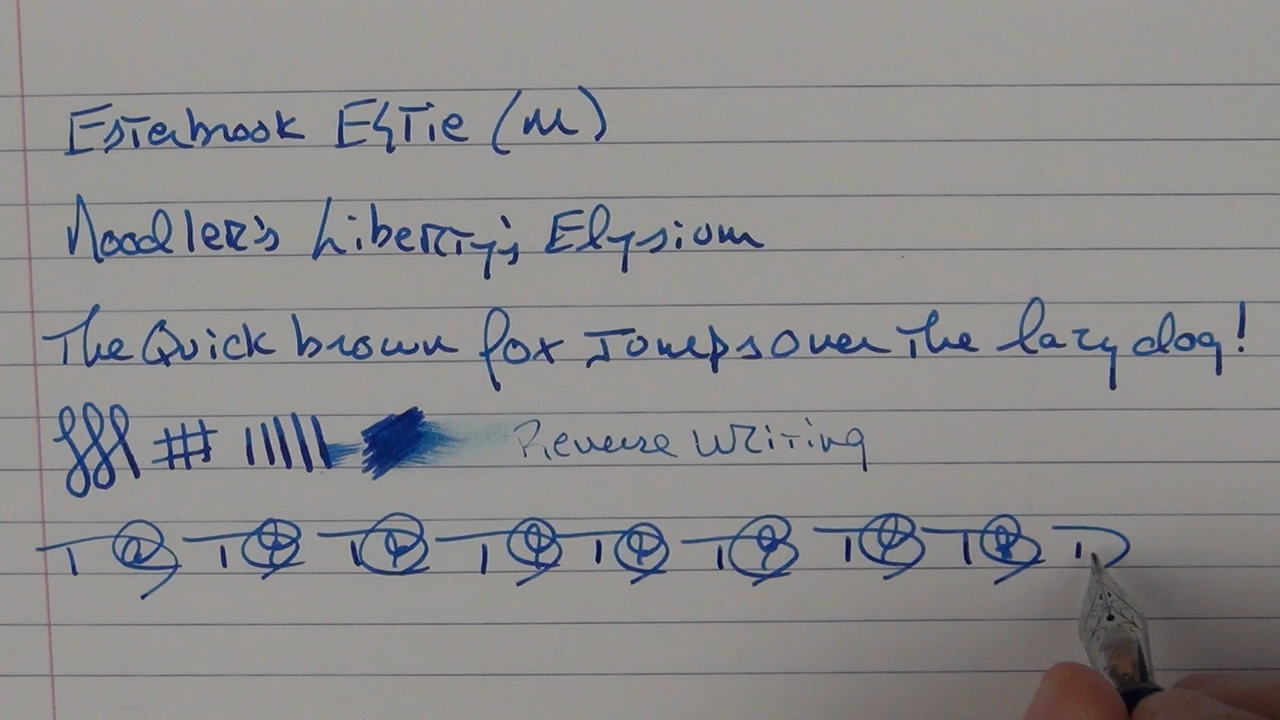 Esterbrook Estie (M)
Noodler's Liberty's Elysium
The Quick brown fox Jumps Over The lazy dog!
Reverse Writing